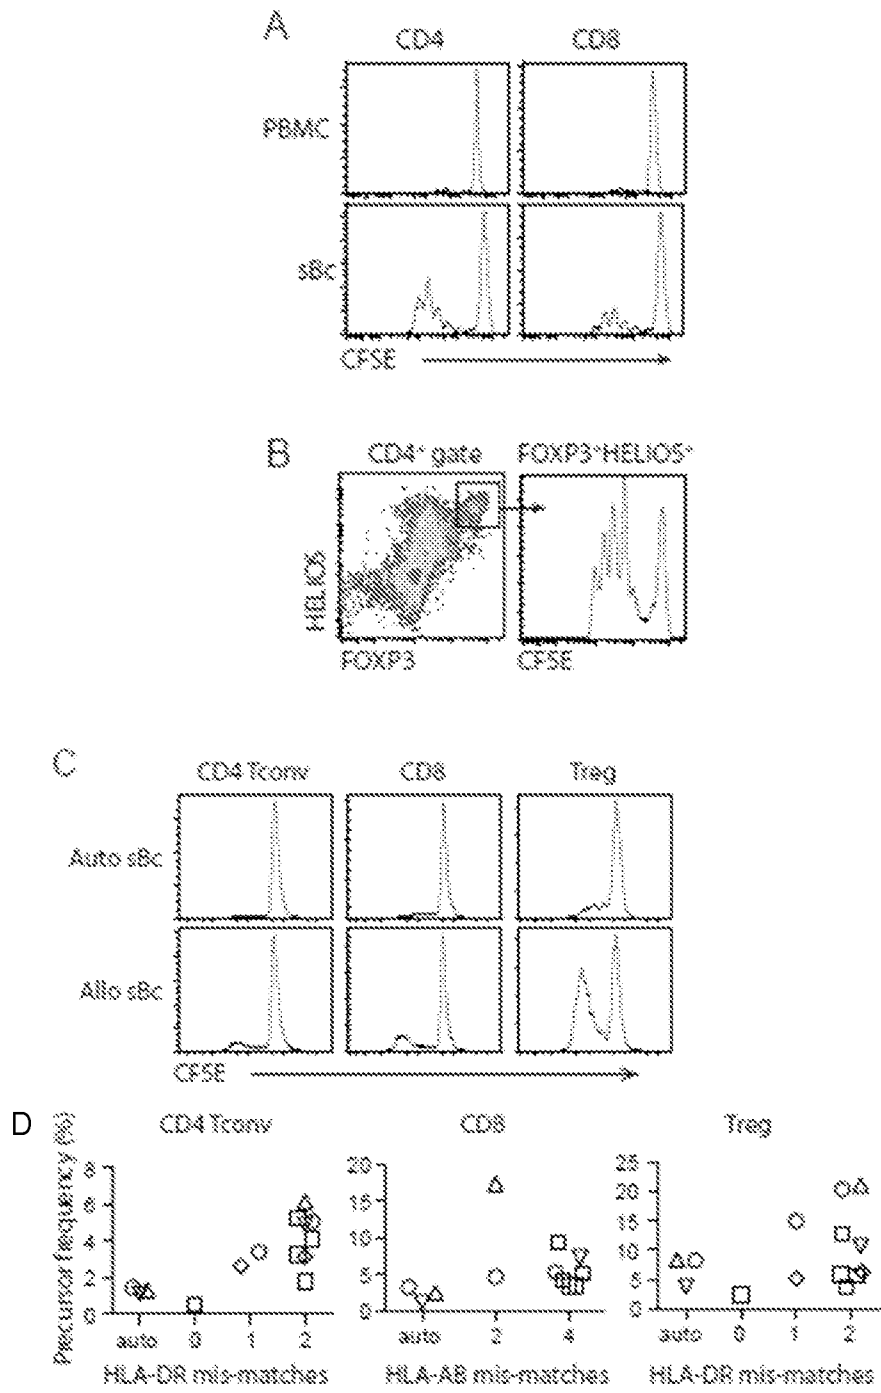 A
CD4 CD8
PBMC
sBc
CFSE
B
CD4⁺ gate FOXP3⁺HELIOS⁺
HELIOS
FOXP3 CFSE
C
CD4 Tconv CD8 Treg
Auto sBc
Allo sBc
CFSE
D
CD4 Tconv CD8 Treg
Precursor frequency (%)
8
6
4
2
0
auto 0 1 2
HLA-DR mis-matches
20
15
10
5
0
auto 2 4
HLA-AB mis-matches
25
20
15
10
5
0
auto 0 1 2
HLA-DR mis-matches